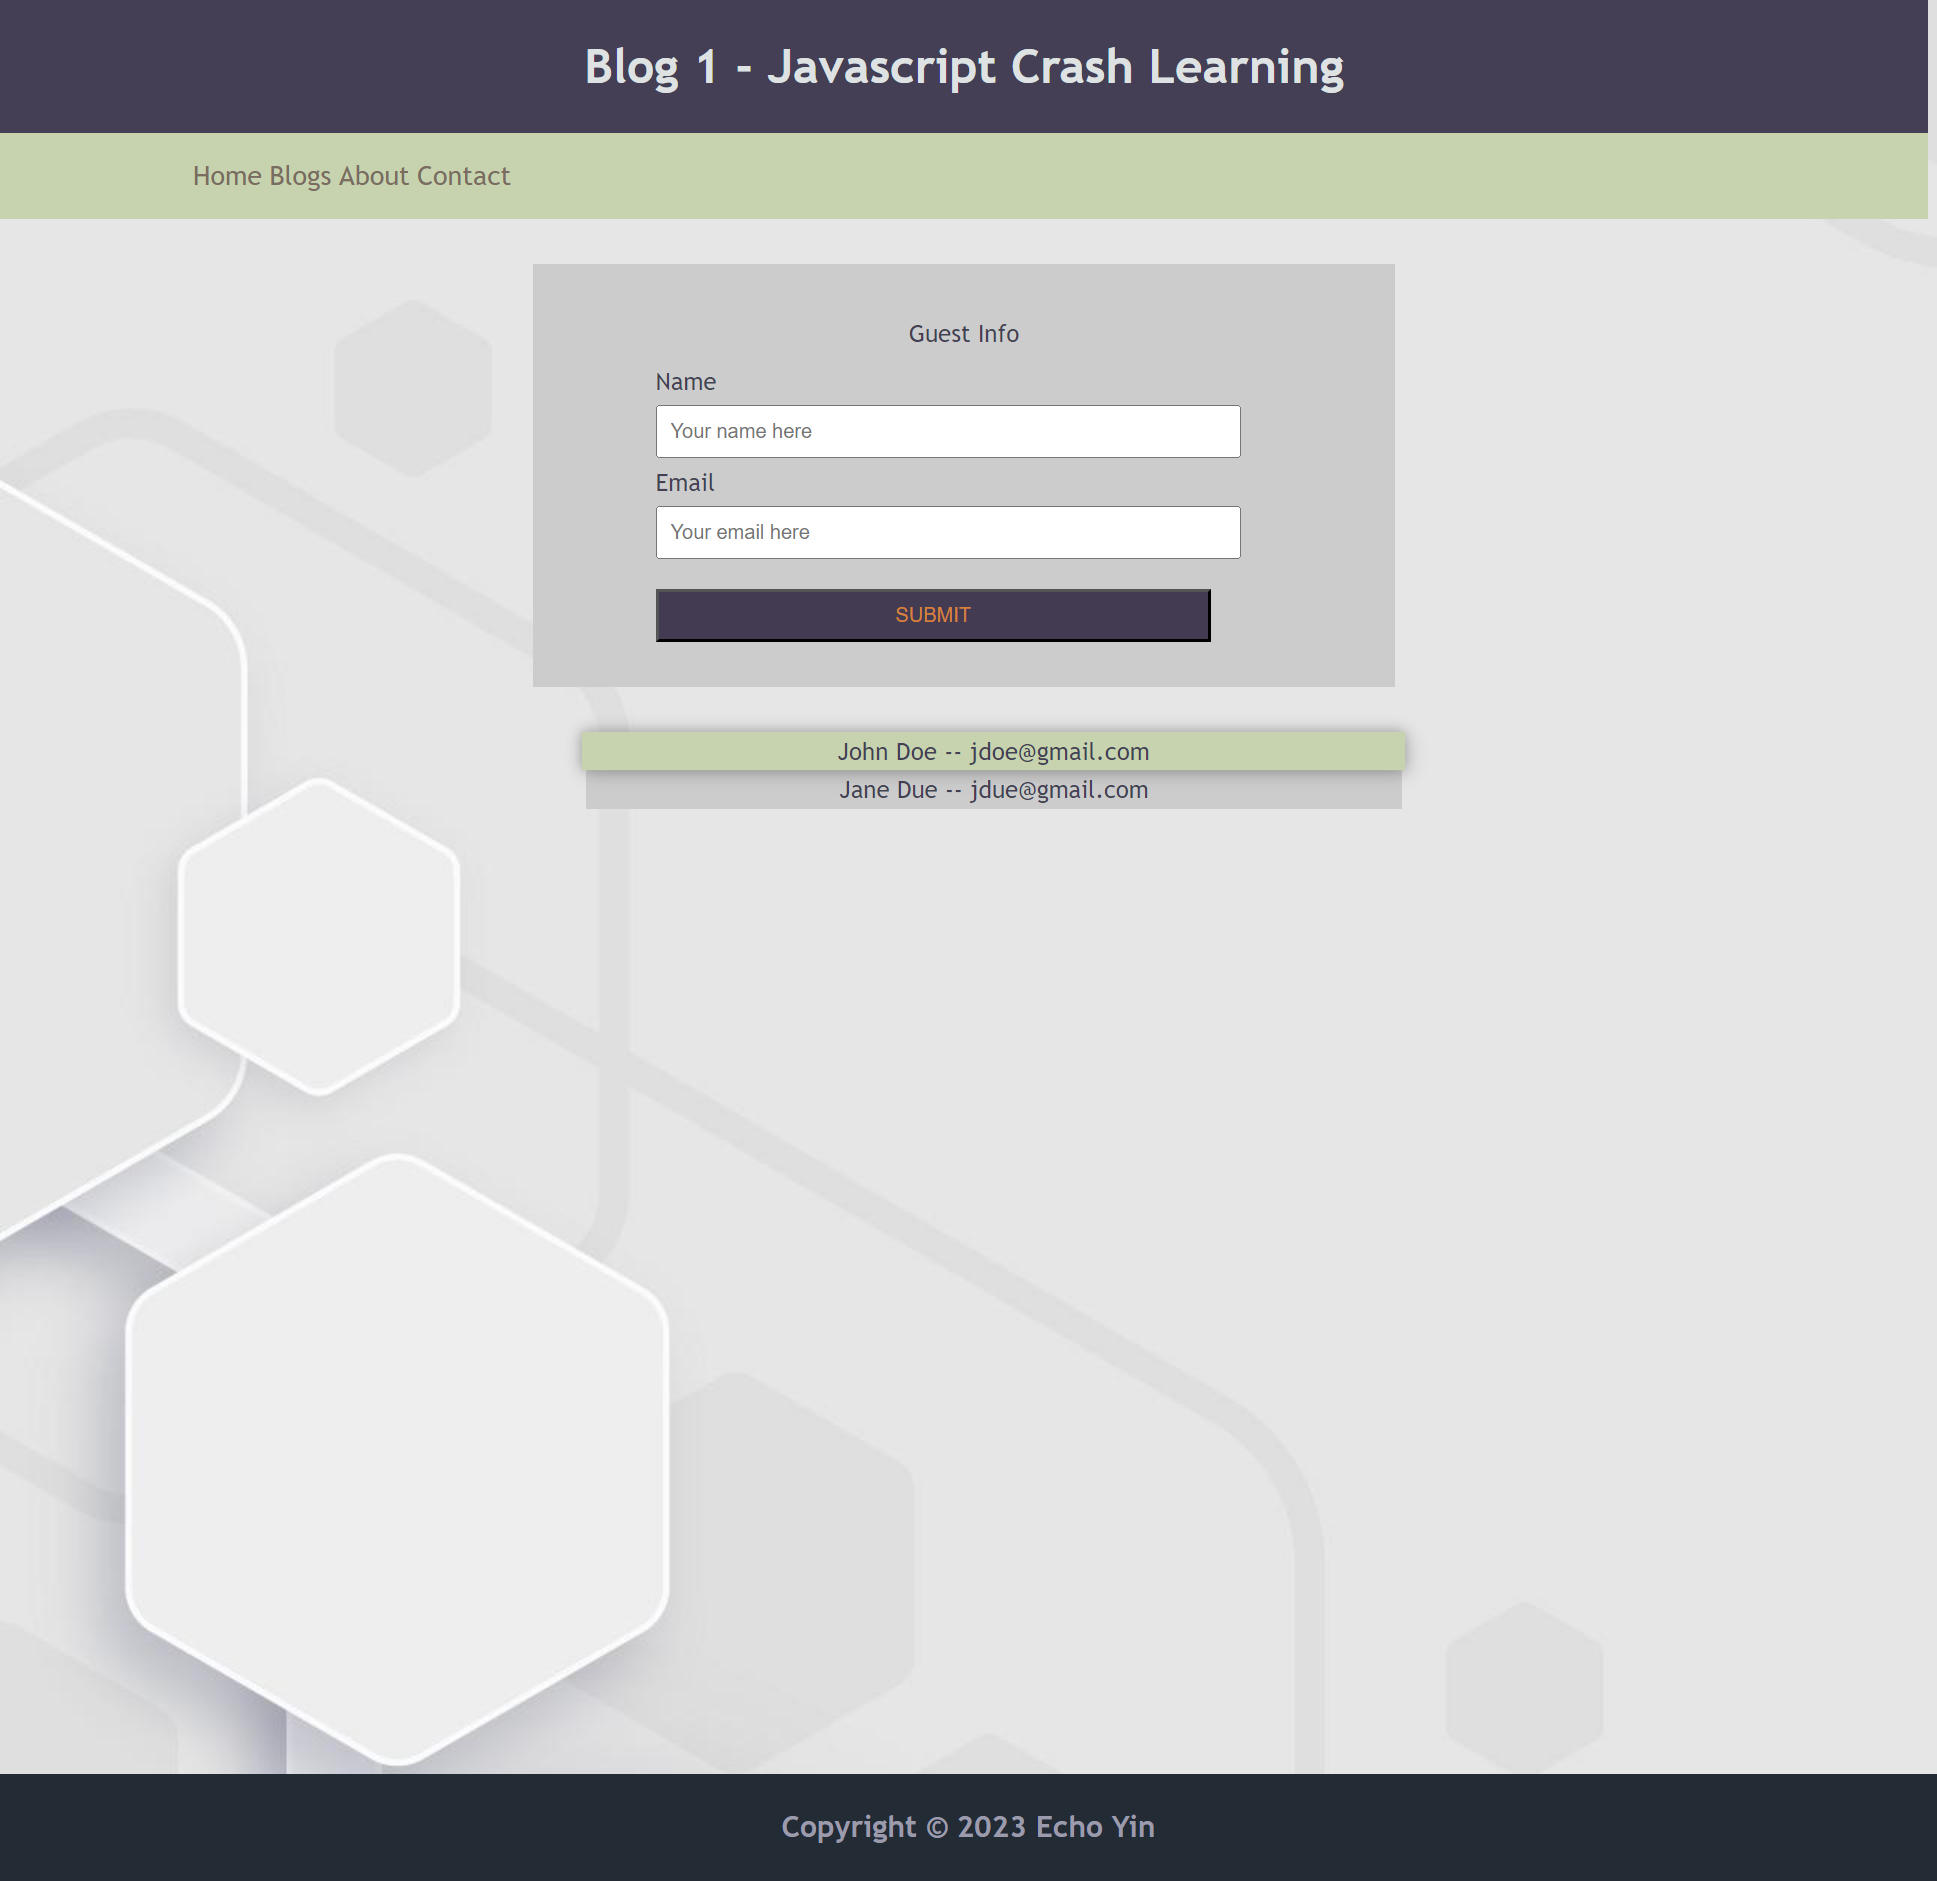 Blog 1 - Javascript Crash Learning
Home Blogs About Contact
Guest Info
Name
Your name here
Email
Your email here
SUBMIT
John Doe -- jdoe@gmail.com
Jane Due -- jdue@gmail.com
Copyright © 2023 Echo Yin